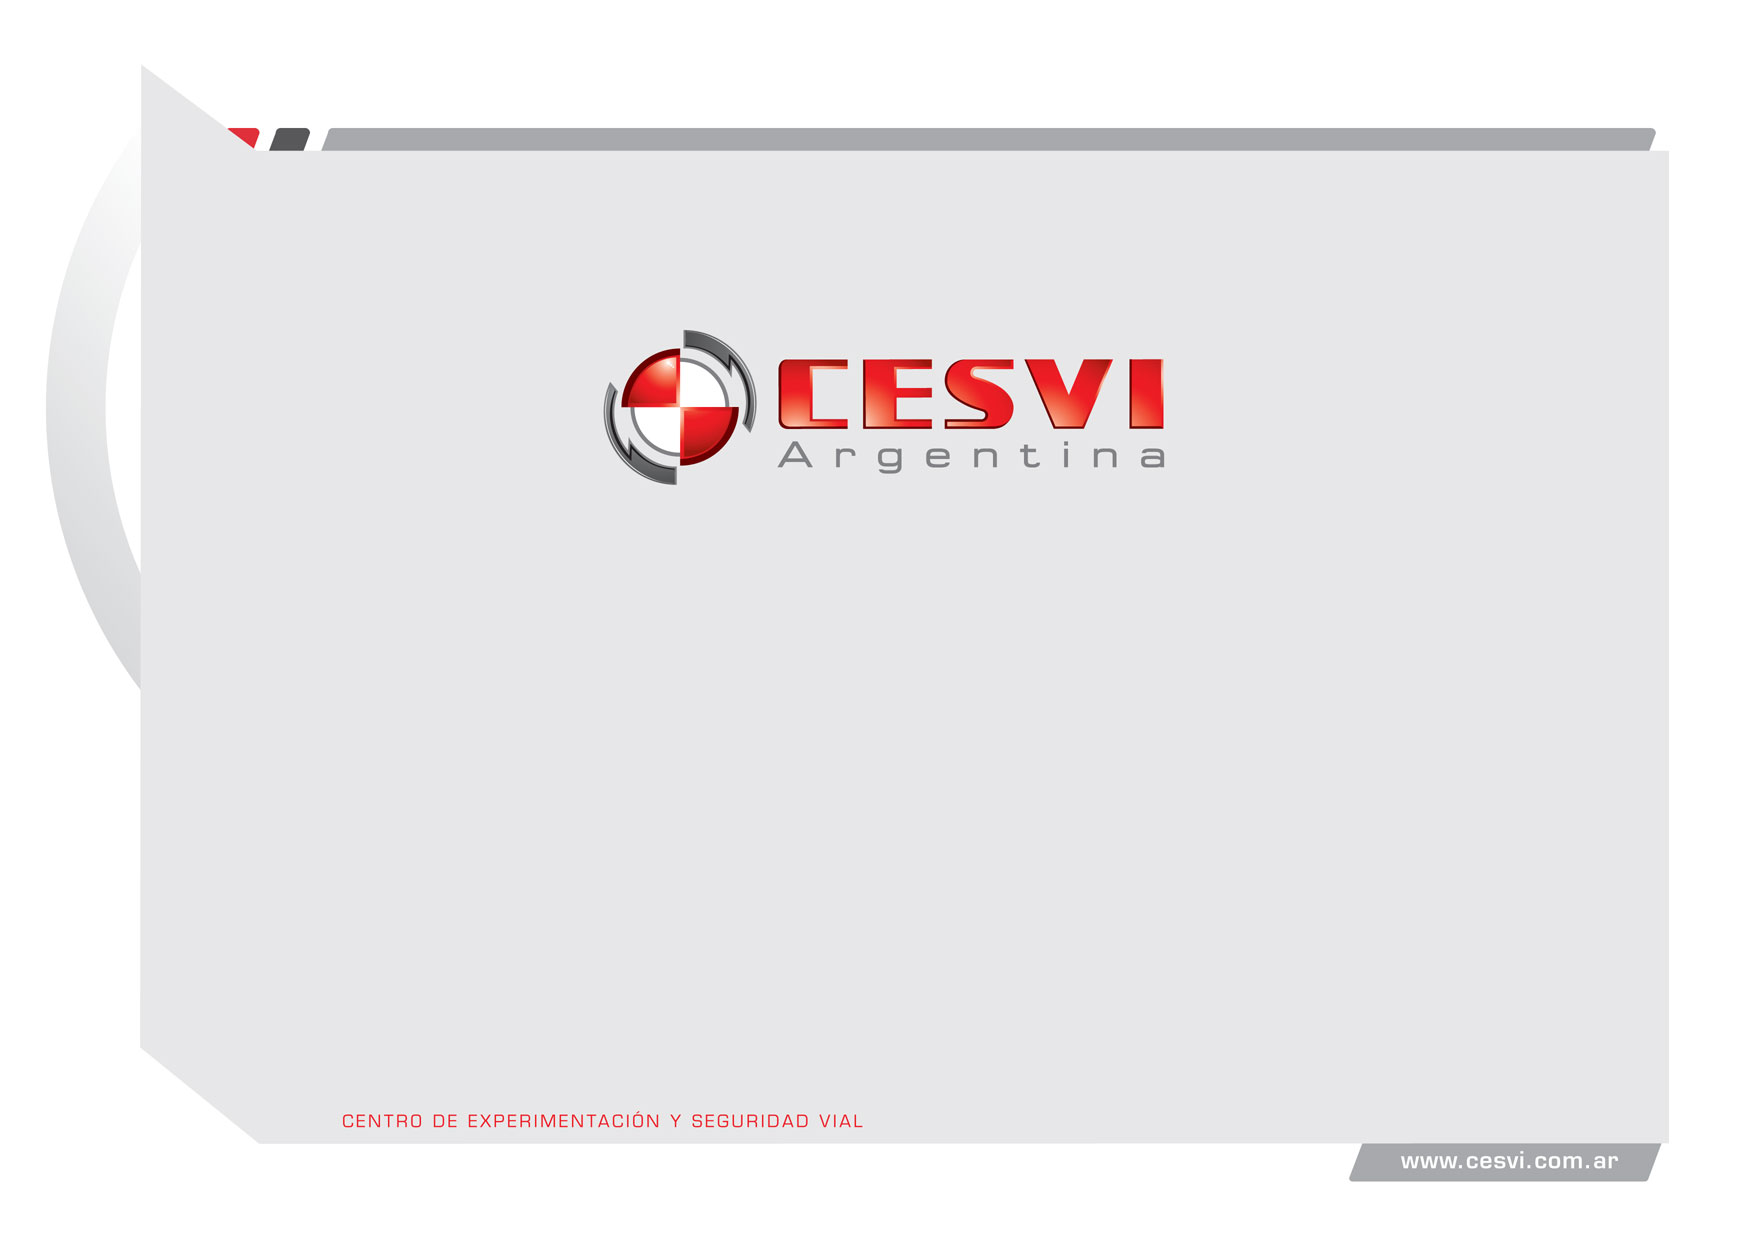 CESVI
Argentina
CENTRO DE EXPERIMENTACIÓN Y SEGURIDAD VIAL
www.cesvi.com.ar